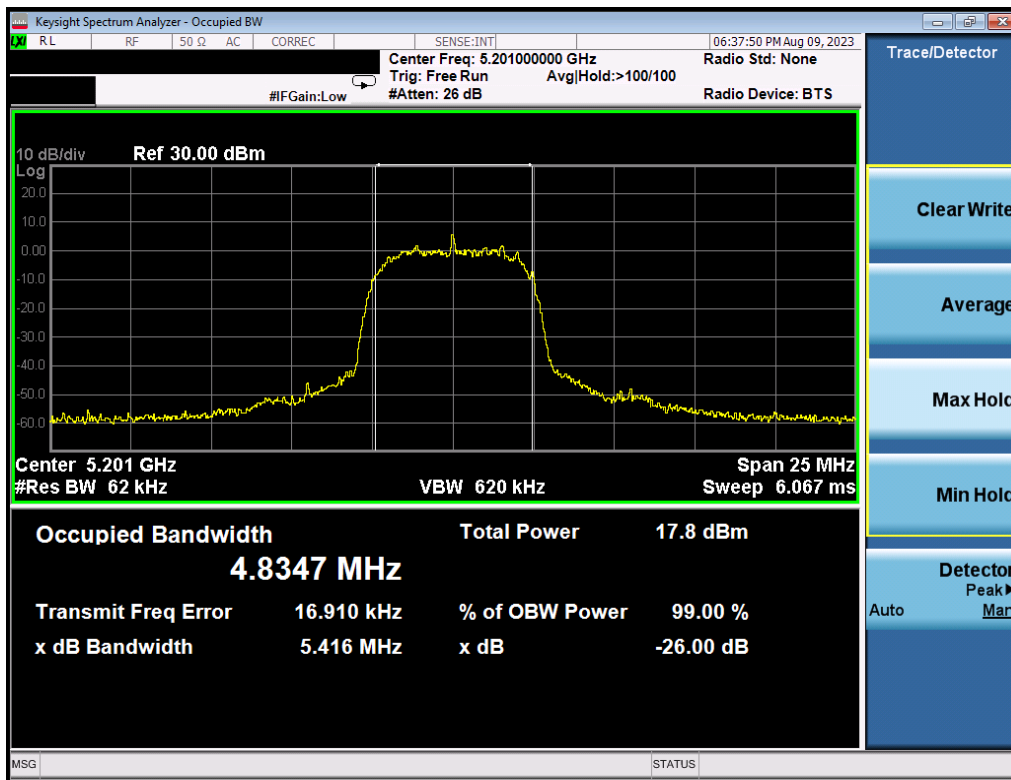 Keysight Spectrum Analyzer - Occupied BW
LXI RL RF 50 Ω AC CORREC SENSE:INT 06:37:50 PM Aug 09, 2023
Center Freq: 5.201000000 GHz Radio Std: None
Trig: Free Run Avg|Hold:>100/100
#IFGain:Low #Atten: 26 dB Radio Device: BTS
10 dB/div Ref 30.00 dBm
Log
20.0
10.0
0.00
-10.0
-20.0
-30.0
-40.0
-50.0
-60.0
Center 5.201 GHz Span 25 MHz
#Res BW 62 kHz VBW 620 kHz Sweep 6.067 ms
Occupied Bandwidth Total Power 17.8 dBm
4.8347 MHz
Transmit Freq Error 16.910 kHz % of OBW Power 99.00 %
x dB Bandwidth 5.416 MHz x dB -26.00 dB
MSG STATUS
Trace/Detector
Clear Write
Average
Max Hold
Min Hold
Detector
Peak▶
Auto Man